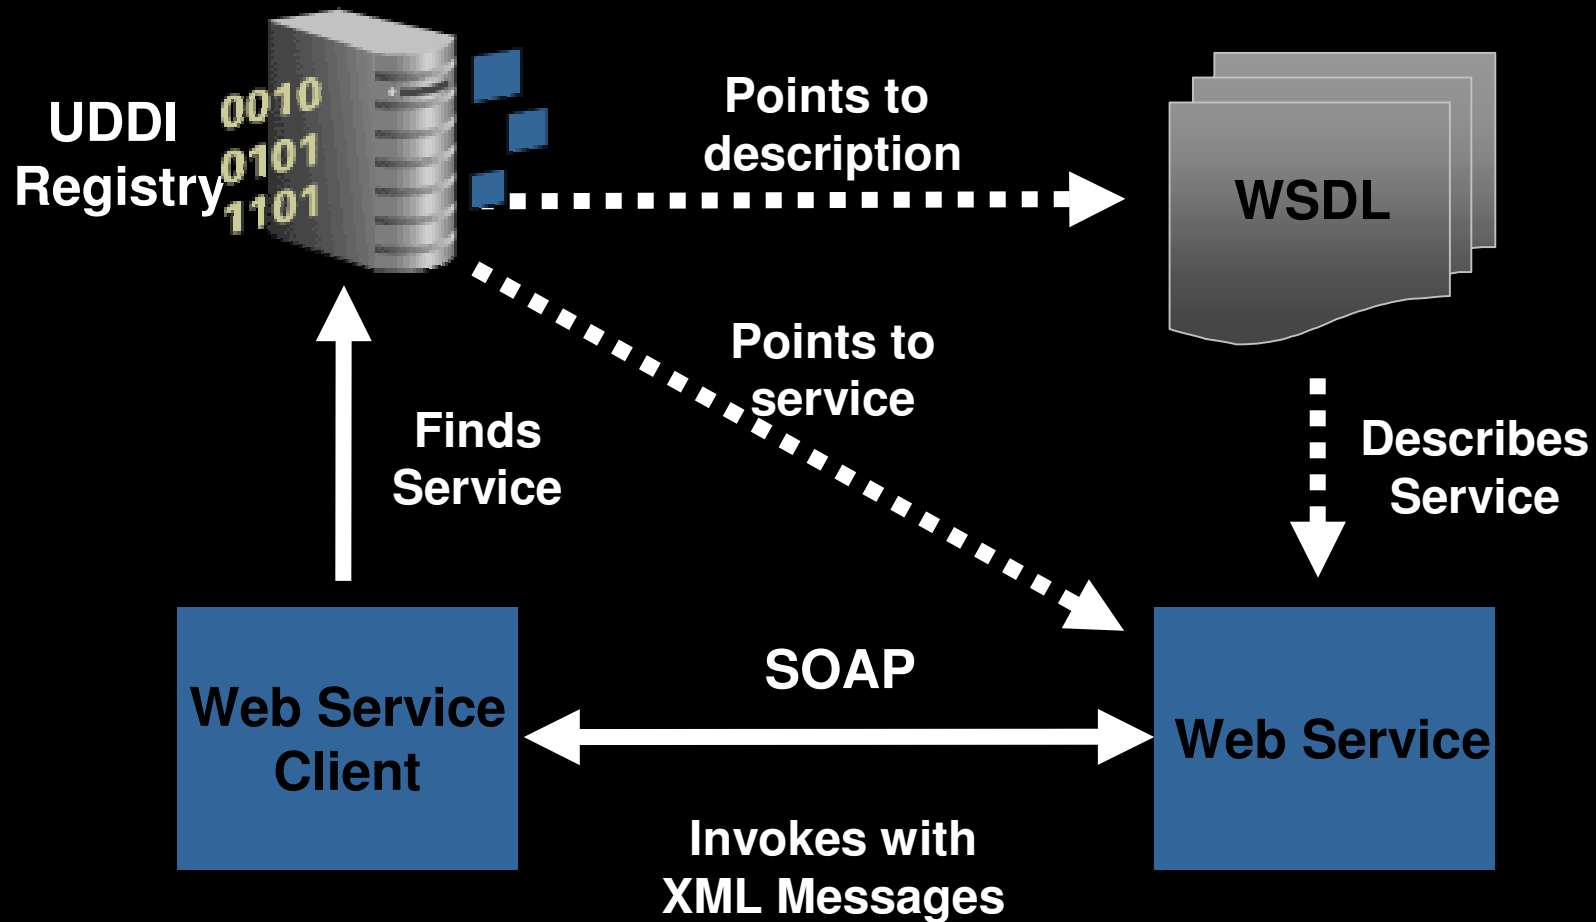 UDDI
Registry
0010
0101
1101
Points to
description
WSDL
Points to
service
Finds
Service
Describes
Service
SOAP
Web Service
Client
Web Service
Invokes with
XML Messages